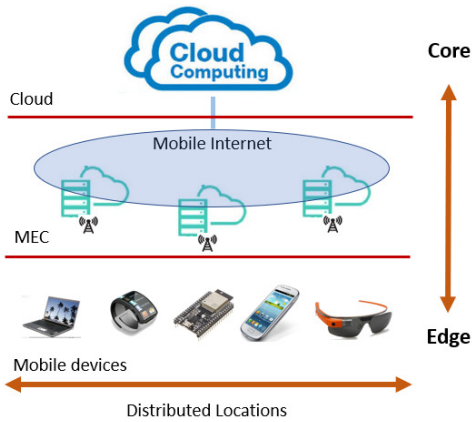 Cloud
Computing
Core
Cloud
Mobile Internet
MEC
Edge
Mobile devices
Distributed Locations